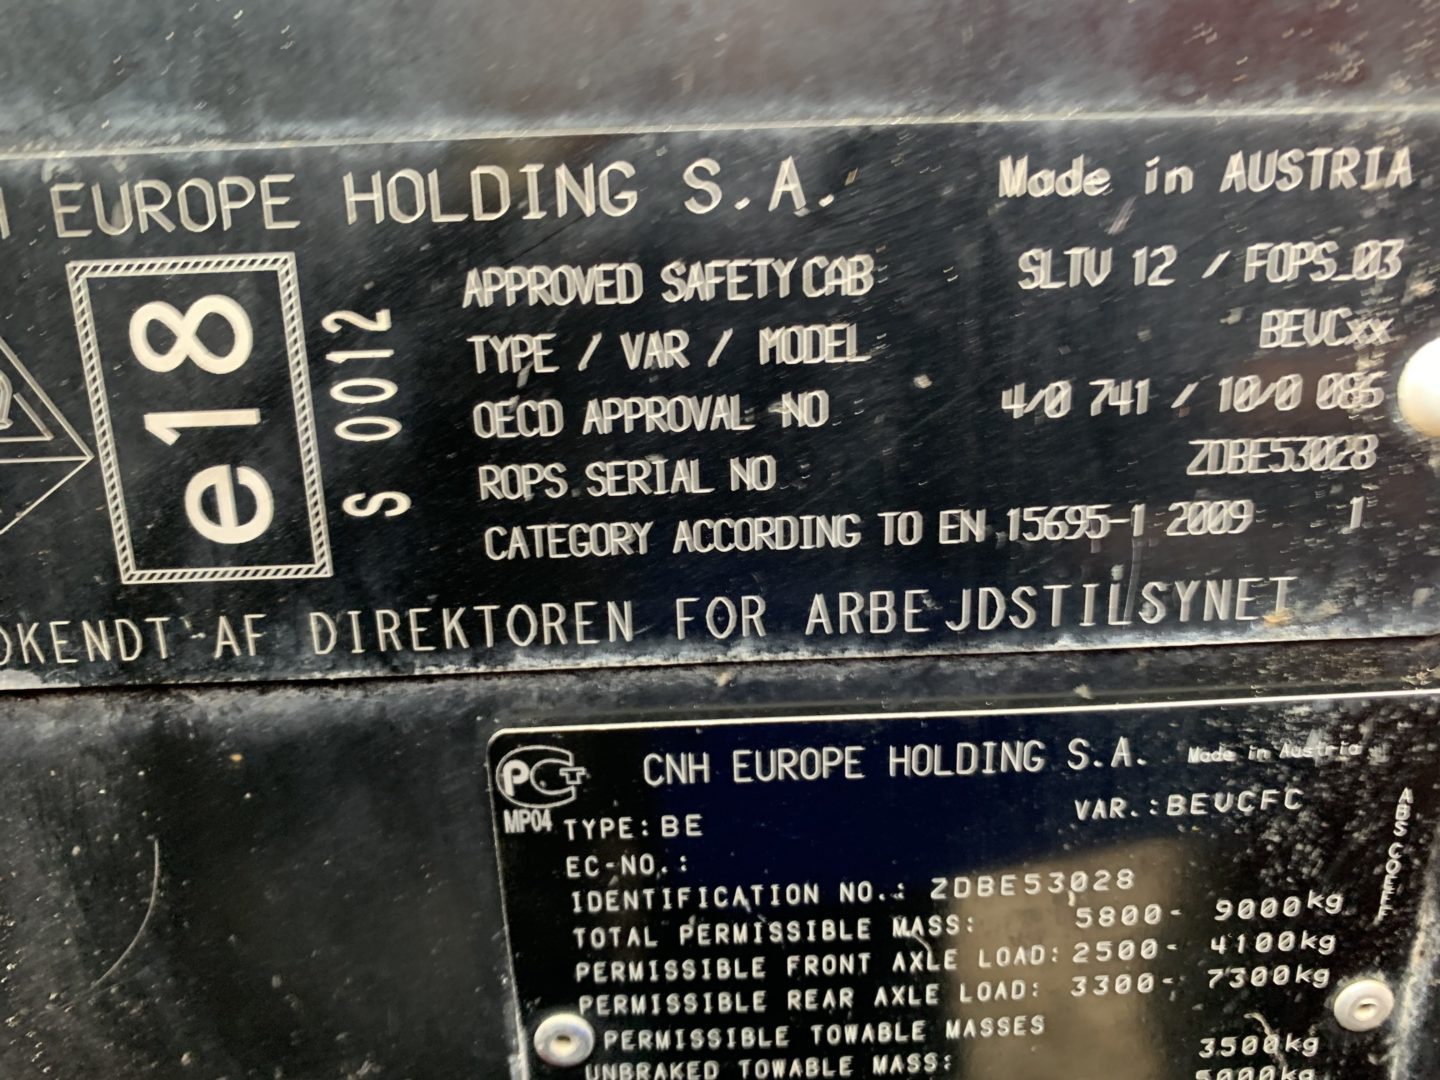 EUROPE HOLDING S.A. Made in AUSTRIA
e18
S 0012
APPROVED SAFETY CAB SLTV 12 / FOPS_03
TYPE / VAR / MODEL BEVCxx
OECD APPROVAL NO 4/0 741 / 10/0 086
ROPS SERIAL NO ZDBE53028
CATEGORY ACCORDING TO EN 15695-1 2009 1
OKENDT AF DIREKTOREN FOR ARBEJDSTILSYNET
PCT
MP04
CNH EUROPE HOLDING S.A. Made in Austria
TYPE: BE VAR.: BEVCFC
EC-NO.:
IDENTIFICATION NO.: ZDBE53028
TOTAL PERMISSIBLE MASS: 5800- 9000kg
PERMISSIBLE FRONT AXLE LOAD: 2500- 4100kg
PERMISSIBLE REAR AXLE LOAD: 3300- 7300kg
PERMISSIBLE TOWABLE MASSES
UNBRAKED TOWABLE MASS: 3500kg
ABS COEFF